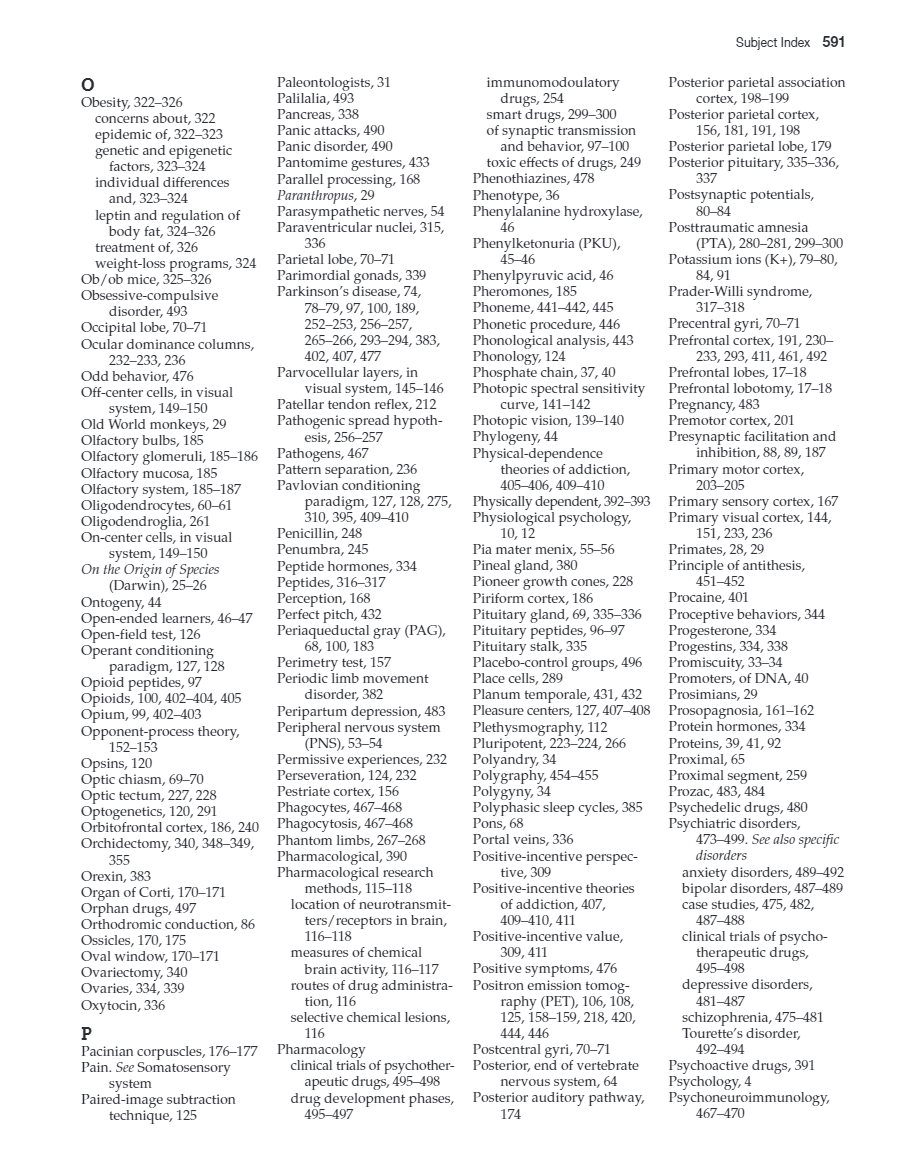 Subject Index 591
O
Obesity, 322–326
concerns about, 322
epidemic of, 322–323
genetic and epigenetic
factors, 323–324
individual differences
and, 323–324
leptin and regulation of
body fat, 324–326
treatment of, 326
weight-loss programs, 324
Ob/ob mice, 325–326
Obsessive-compulsive
disorder, 493
Occipital lobe, 70–71
Ocular dominance columns,
232–233, 236
Odd behavior, 476
Off-center cells, in visual
system, 149–150
Old World monkeys, 29
Olfactory bulbs, 185
Olfactory glomeruli, 185–186
Olfactory mucosa, 185
Olfactory system, 185–187
Oligodendrocytes, 60–61
Oligodendroglia, 261
On-center cells, in visual
system, 149–150
On the Origin of Species
(Darwin), 25–26
Ontogeny, 44
Open-ended learners, 46–47
Open-field test, 126
Operant conditioning
paradigm, 127, 128
Opioid peptides, 97
Opioids, 100, 402–404, 405
Opium, 99, 402–403
Opponent-process theory,
152–153
Opsins, 120
Optic chiasm, 69–70
Optic tectum, 227, 228
Optogenetics, 120, 291
Orbitofrontal cortex, 186, 240
Orchidectomy, 340, 348–349,
355
Orexin, 383
Organ of Corti, 170–171
Orphan drugs, 497
Orthodromic conduction, 86
Ossicles, 170, 175
Oval window, 170–171
Ovariectomy, 340
Ovaries, 334, 339
Oxytocin, 336
P
Pacinian corpuscles, 176–177
Pain. See Somatosensory
system
Paired-image subtraction
technique, 125
Paleontologists, 31
Palilalia, 493
Pancreas, 338
Panic attacks, 490
Panic disorder, 490
Pantomime gestures, 433
Parallel processing, 168
Paranthropus, 29
Parasympathetic nerves, 54
Paraventricular nuclei, 315,
336
Parietal lobe, 70–71
Parimordial gonads, 339
Parkinson's disease, 74,
78–79, 97, 100, 189,
252–253, 256–257,
265–266, 293–294, 383,
402, 407, 477
Parvocellular layers, in
visual system, 145–146
Patellar tendon reflex, 212
Pathogenic spread hypoth-
esis, 256–257
Pathogens, 467
Pattern separation, 236
Pavlovian conditioning
paradigm, 127, 128, 275,
310, 395, 409–410
Penicillin, 248
Penumbra, 245
Peptide hormones, 334
Peptides, 316–317
Perception, 168
Perfect pitch, 432
Periaqueductal gray (PAG),
68, 100, 183
Perimetry test, 157
Periodic limb movement
disorder, 382
Peripartum depression, 483
Peripheral nervous system
(PNS), 53–54
Permissive experiences, 232
Perseveration, 124, 232
Pestriate cortex, 156
Phagocytes, 467–468
Phagocytosis, 467–468
Phantom limbs, 267–268
Pharmacological, 390
Pharmacological research
methods, 115–118
location of neurotransmit-
ters/receptors in brain,
116–118
measures of chemical
brain activity, 116–117
routes of drug administra-
tion, 116
selective chemical lesions,
116
Pharmacology
clinical trials of psychother-
apeutic drugs, 495–498
drug development phases,
495–497
immunomodoulatory
drugs, 254
smart drugs, 299–300
of synaptic transmission
and behavior, 97–100
toxic effects of drugs, 249
Phenothiazines, 478
Phenotype, 36
Phenylalanine hydroxylase,
46
Phenylketonuria (PKU),
45–46
Phenylpyruvic acid, 46
Pheromones, 185
Phoneme, 441–442, 445
Phonetic procedure, 446
Phonological analysis, 443
Phonology, 124
Phosphate chain, 37, 40
Photopic spectral sensitivity
curve, 141–142
Photopic vision, 139–140
Phylogeny, 44
Physical-dependence
theories of addiction,
405–406, 409–410
Physically dependent, 392–393
Physiological psychology,
10, 12
Pia mater menix, 55–56
Pineal gland, 380
Pioneer growth cones, 228
Piriform cortex, 186
Pituitary gland, 69, 335–336
Pituitary peptides, 96–97
Pituitary stalk, 335
Placebo-control groups, 496
Place cells, 289
Planum temporale, 431, 432
Pleasure centers, 127, 407–408
Plethysmography, 112
Pluripotent, 223–224, 266
Polyandry, 34
Polygraphy, 454–455
Polygyny, 34
Polyphasic sleep cycles, 385
Pons, 68
Portal veins, 336
Positive-incentive perspec-
tive, 309
Positive-incentive theories
of addiction, 407,
409–410, 411
Positive-incentive value,
309, 411
Positive symptoms, 476
Positron emission tomog-
raphy (PET), 106, 108,
125, 158–159, 218, 420,
444, 446
Postcentral gyri, 70–71
Posterior, end of vertebrate
nervous system, 64
Posterior auditory pathway,
174
Posterior parietal association
cortex, 198–199
Posterior parietal cortex,
156, 181, 191, 198
Posterior parietal lobe, 179
Posterior pituitary, 335–336,
337
Postsynaptic potentials,
80–84
Posttraumatic amnesia
(PTA), 280–281, 299–300
Potassium ions (K+), 79–80,
84, 91
Prader-Willi syndrome,
317–318
Precentral gyri, 70–71
Prefrontal cortex, 191, 230–
233, 293, 411, 461, 492
Prefrontal lobes, 17–18
Prefrontal lobotomy, 17–18
Pregnancy, 483
Premotor cortex, 201
Presynaptic facilitation and
inhibition, 88, 89, 187
Primary motor cortex,
203–205
Primary sensory cortex, 167
Primary visual cortex, 144,
151, 233, 236
Primates, 28, 29
Principle of antithesis,
451–452
Procaine, 401
Proceptive behaviors, 344
Progesterone, 334
Progestins, 334, 338
Promiscuity, 33–34
Promoters, of DNA, 40
Prosimians, 29
Prosopagnosia, 161–162
Protein hormones, 334
Proteins, 39, 41, 92
Proximal, 65
Proximal segment, 259
Prozac, 483, 484
Psychedelic drugs, 480
Psychiatric disorders,
473–499. See also specific
disorders
anxiety disorders, 489–492
bipolar disorders, 487–489
case studies, 475, 482,
487–488
clinical trials of psycho-
therapeutic drugs,
495–498
depressive disorders,
481–487
schizophrenia, 475–481
Tourette's disorder,
492–494
Psychoactive drugs, 391
Psychology, 4
Psychoneuroimmunology,
467–470